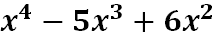 x⁴ − 5x³ + 6x²